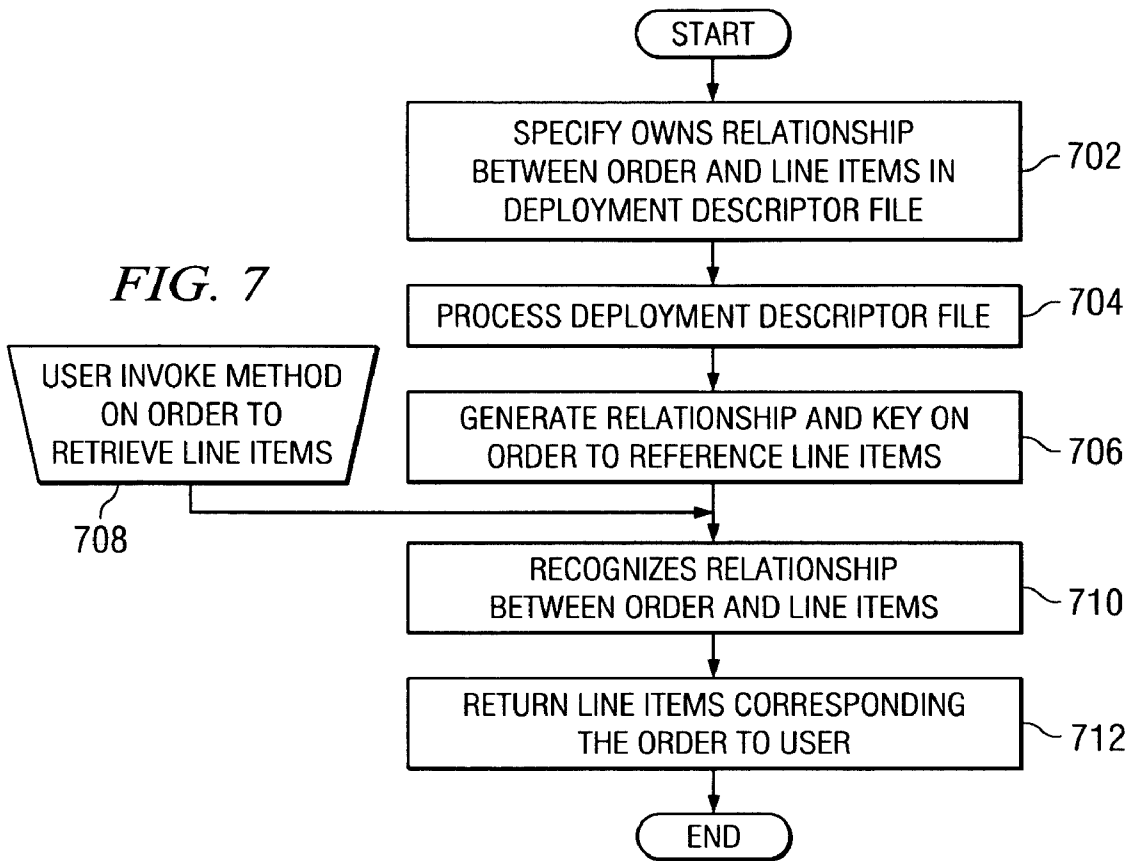 START
SPECIFY OWNS RELATIONSHIP
BETWEEN ORDER AND LINE ITEMS IN
DEPLOYMENT DESCRIPTOR FILE
702
FIG. 7
PROCESS DEPLOYMENT DESCRIPTOR FILE
704
USER INVOKE METHOD
ON ORDER TO
RETRIEVE LINE ITEMS
708
GENERATE RELATIONSHIP AND KEY ON
ORDER TO REFERENCE LINE ITEMS
706
RECOGNIZES RELATIONSHIP
BETWEEN ORDER AND LINE ITEMS
710
RETURN LINE ITEMS CORRESPONDING
THE ORDER TO USER
712
END